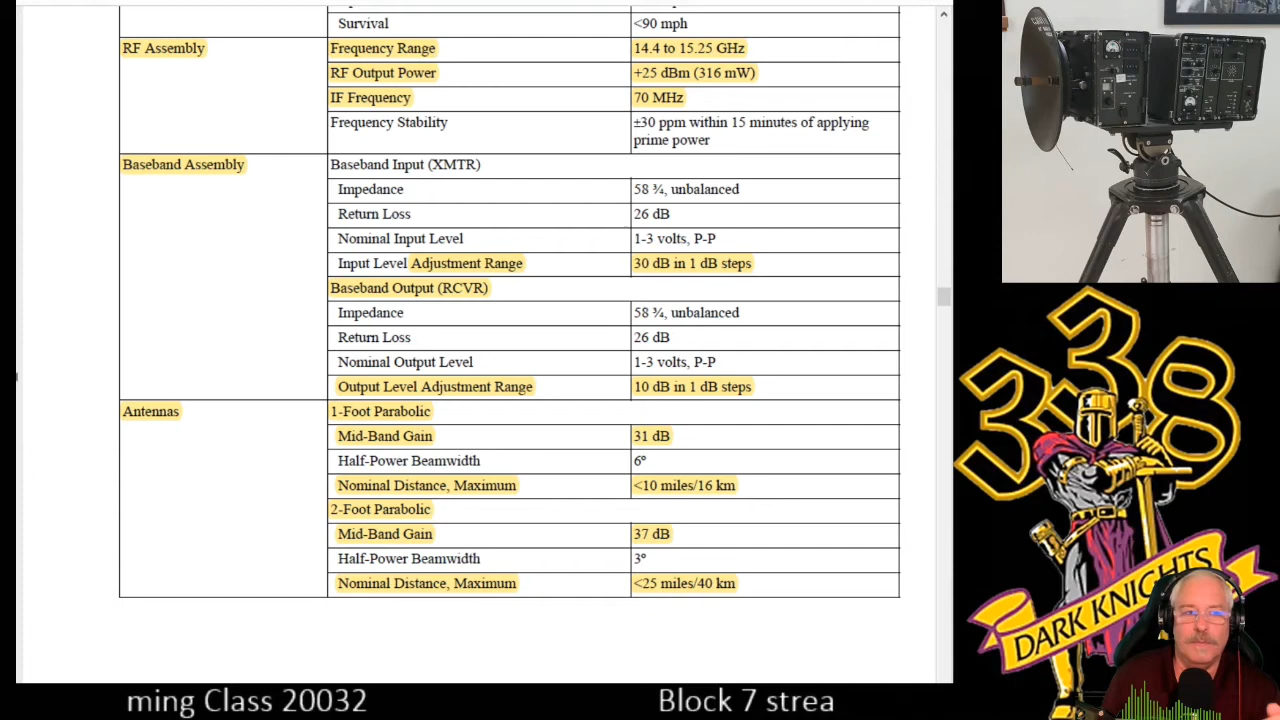 Survival <90 mph
RF Assembly Frequency Range 14.4 to 15.25 GHz
RF Output Power +25 dBm (316 mW)
IF Frequency 70 MHz
Frequency Stability ±30 ppm within 15 minutes of applying
prime power
Baseband Assembly Baseband Input (XMTR)
Impedance 58 ¾, unbalanced
Return Loss 26 dB
Nominal Input Level 1-3 volts, P-P
Input Level Adjustment Range 30 dB in 1 dB steps
Baseband Output (RCVR)
Impedance 58 ¾, unbalanced
Return Loss 26 dB
Nominal Output Level 1-3 volts, P-P
Output Level Adjustment Range 10 dB in 1 dB steps
Antennas 1-Foot Parabolic
Mid-Band Gain 31 dB
Half-Power Beamwidth 6º
Nominal Distance, Maximum <10 miles/16 km
2-Foot Parabolic
Mid-Band Gain 37 dB
Half-Power Beamwidth 3º
Nominal Distance, Maximum <25 miles/40 km
338
DARK KNIGHTS
ming Class 20032 Block 7 strea